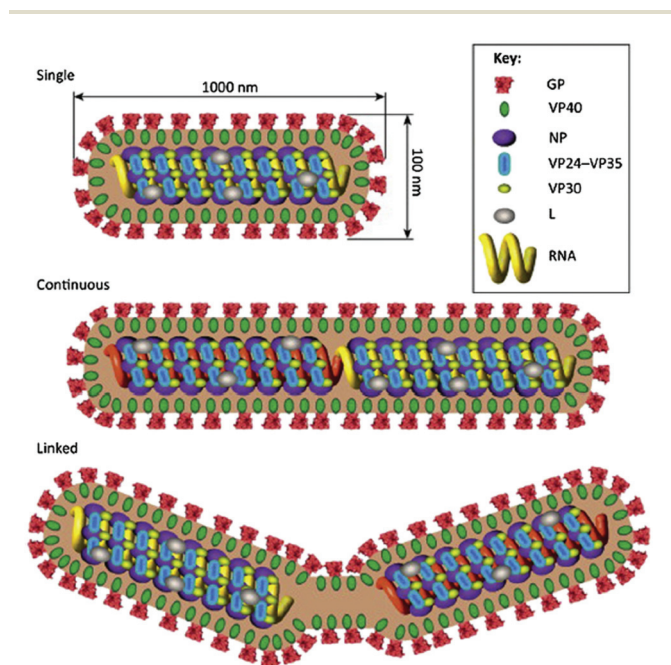 Single
1000 nm
100 nm
Key:
GP
VP40
NP
VP24–VP35
VP30
L
RNA
Continuous
Linked